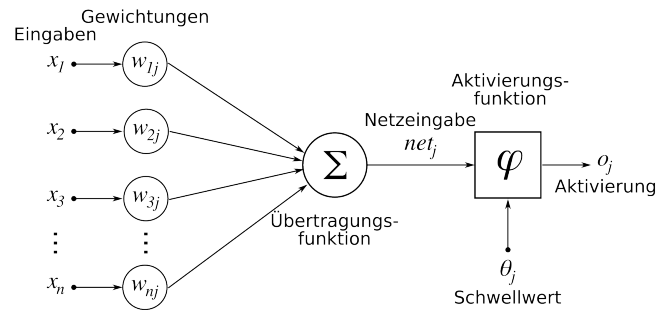 Gewichtungen
Eingaben
x1 w1j
x2 w2j
x3 w3j
⋮ ⋮
xn wnj
Σ
Übertragungs-
funktion
Netzeingabe
netj
Aktivierungs-
funktion
φ
oj
Aktivierung
θj
Schwellwert